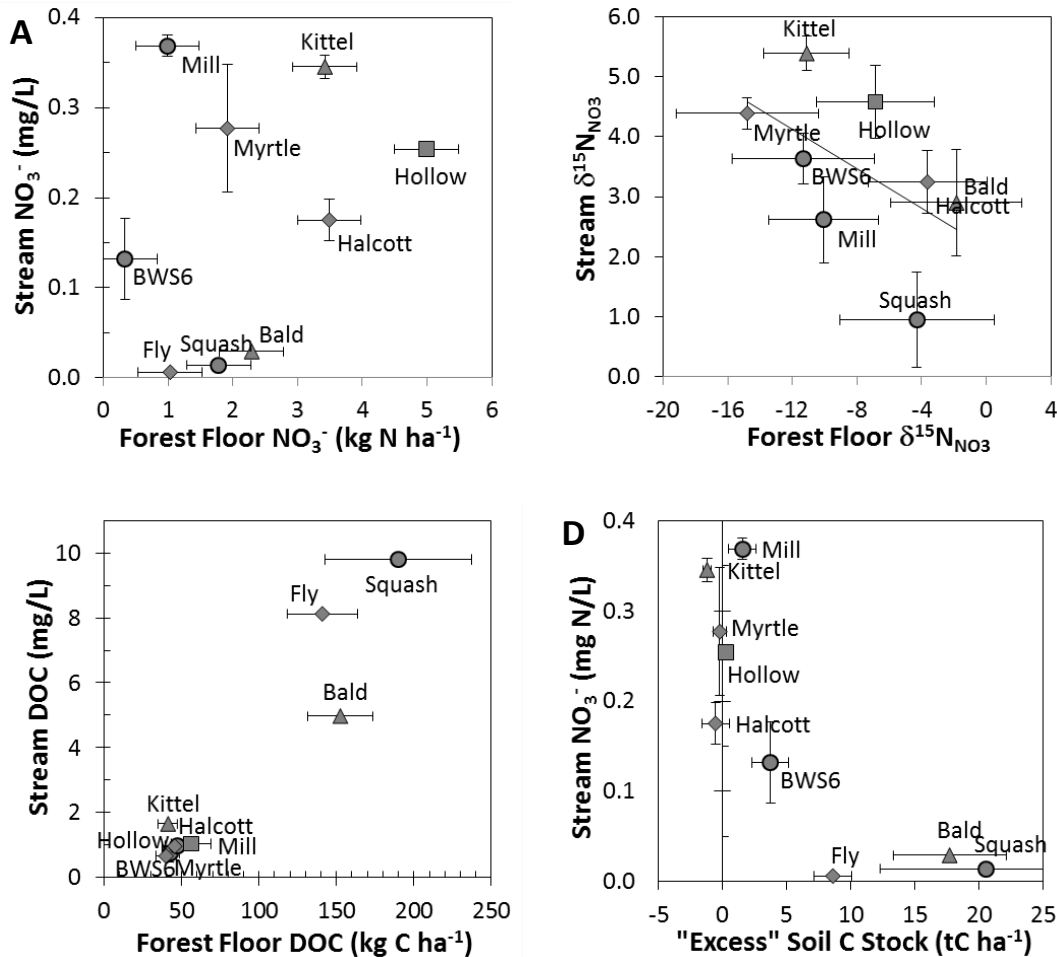 A
Stream NO₃⁻ (mg/L)
0.4
0.3
0.2
0.1
0.0
Mill
Kittel
Myrtle
Hollow
Halcott
BWS6
Fly
Squash
Bald
0 1 2 3 4 5 6
Forest Floor NO₃⁻ (kg N ha⁻¹)
Stream δ¹⁵N_NO3
6.0
5.0
4.0
3.0
2.0
1.0
0.0
Kittel
Myrtle
Hollow
BWS6
Bald
Halcott
Mill
Squash
-20 -16 -12 -8 -4 0 4
Forest Floor δ¹⁵N_NO3
Stream DOC (mg/L)
10
8
6
4
2
0
Squash
Fly
Bald
Kittel
Halcott
Hollow
Mill
BWS6
Myrtle
0 50 100 150 200 250
Forest Floor DOC (kg C ha⁻¹)
D
Stream NO₃⁻ (mg N/L)
0.4
0.3
0.2
0.1
0.0
Mill
Kittel
Myrtle
Hollow
Halcott
BWS6
Bald
Squash
Fly
-5 0 5 10 15 20 25
"Excess" Soil C Stock (tC ha⁻¹)